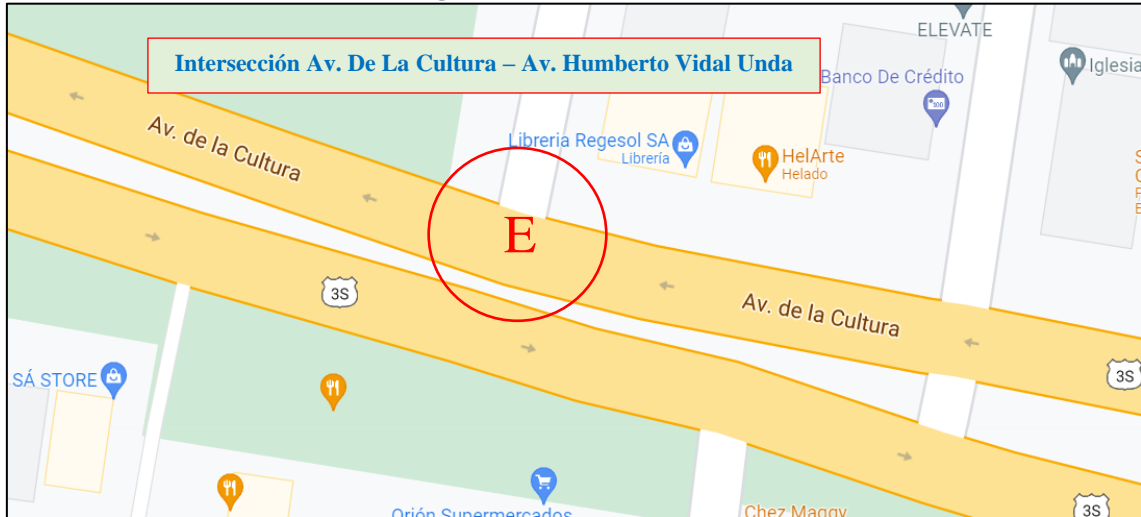 ELEVATE
Intersección Av. De La Cultura – Av. Humberto Vidal Unda
Iglesia
Banco De Crédito
Av. de la Cultura
Libreria Regesol SA
Librería
HelArte
Helado
S
C
P
E
E
3S
Av. de la Cultura
3S
SÁ STORE
Orión Supermercados
Chez Maggy
3S